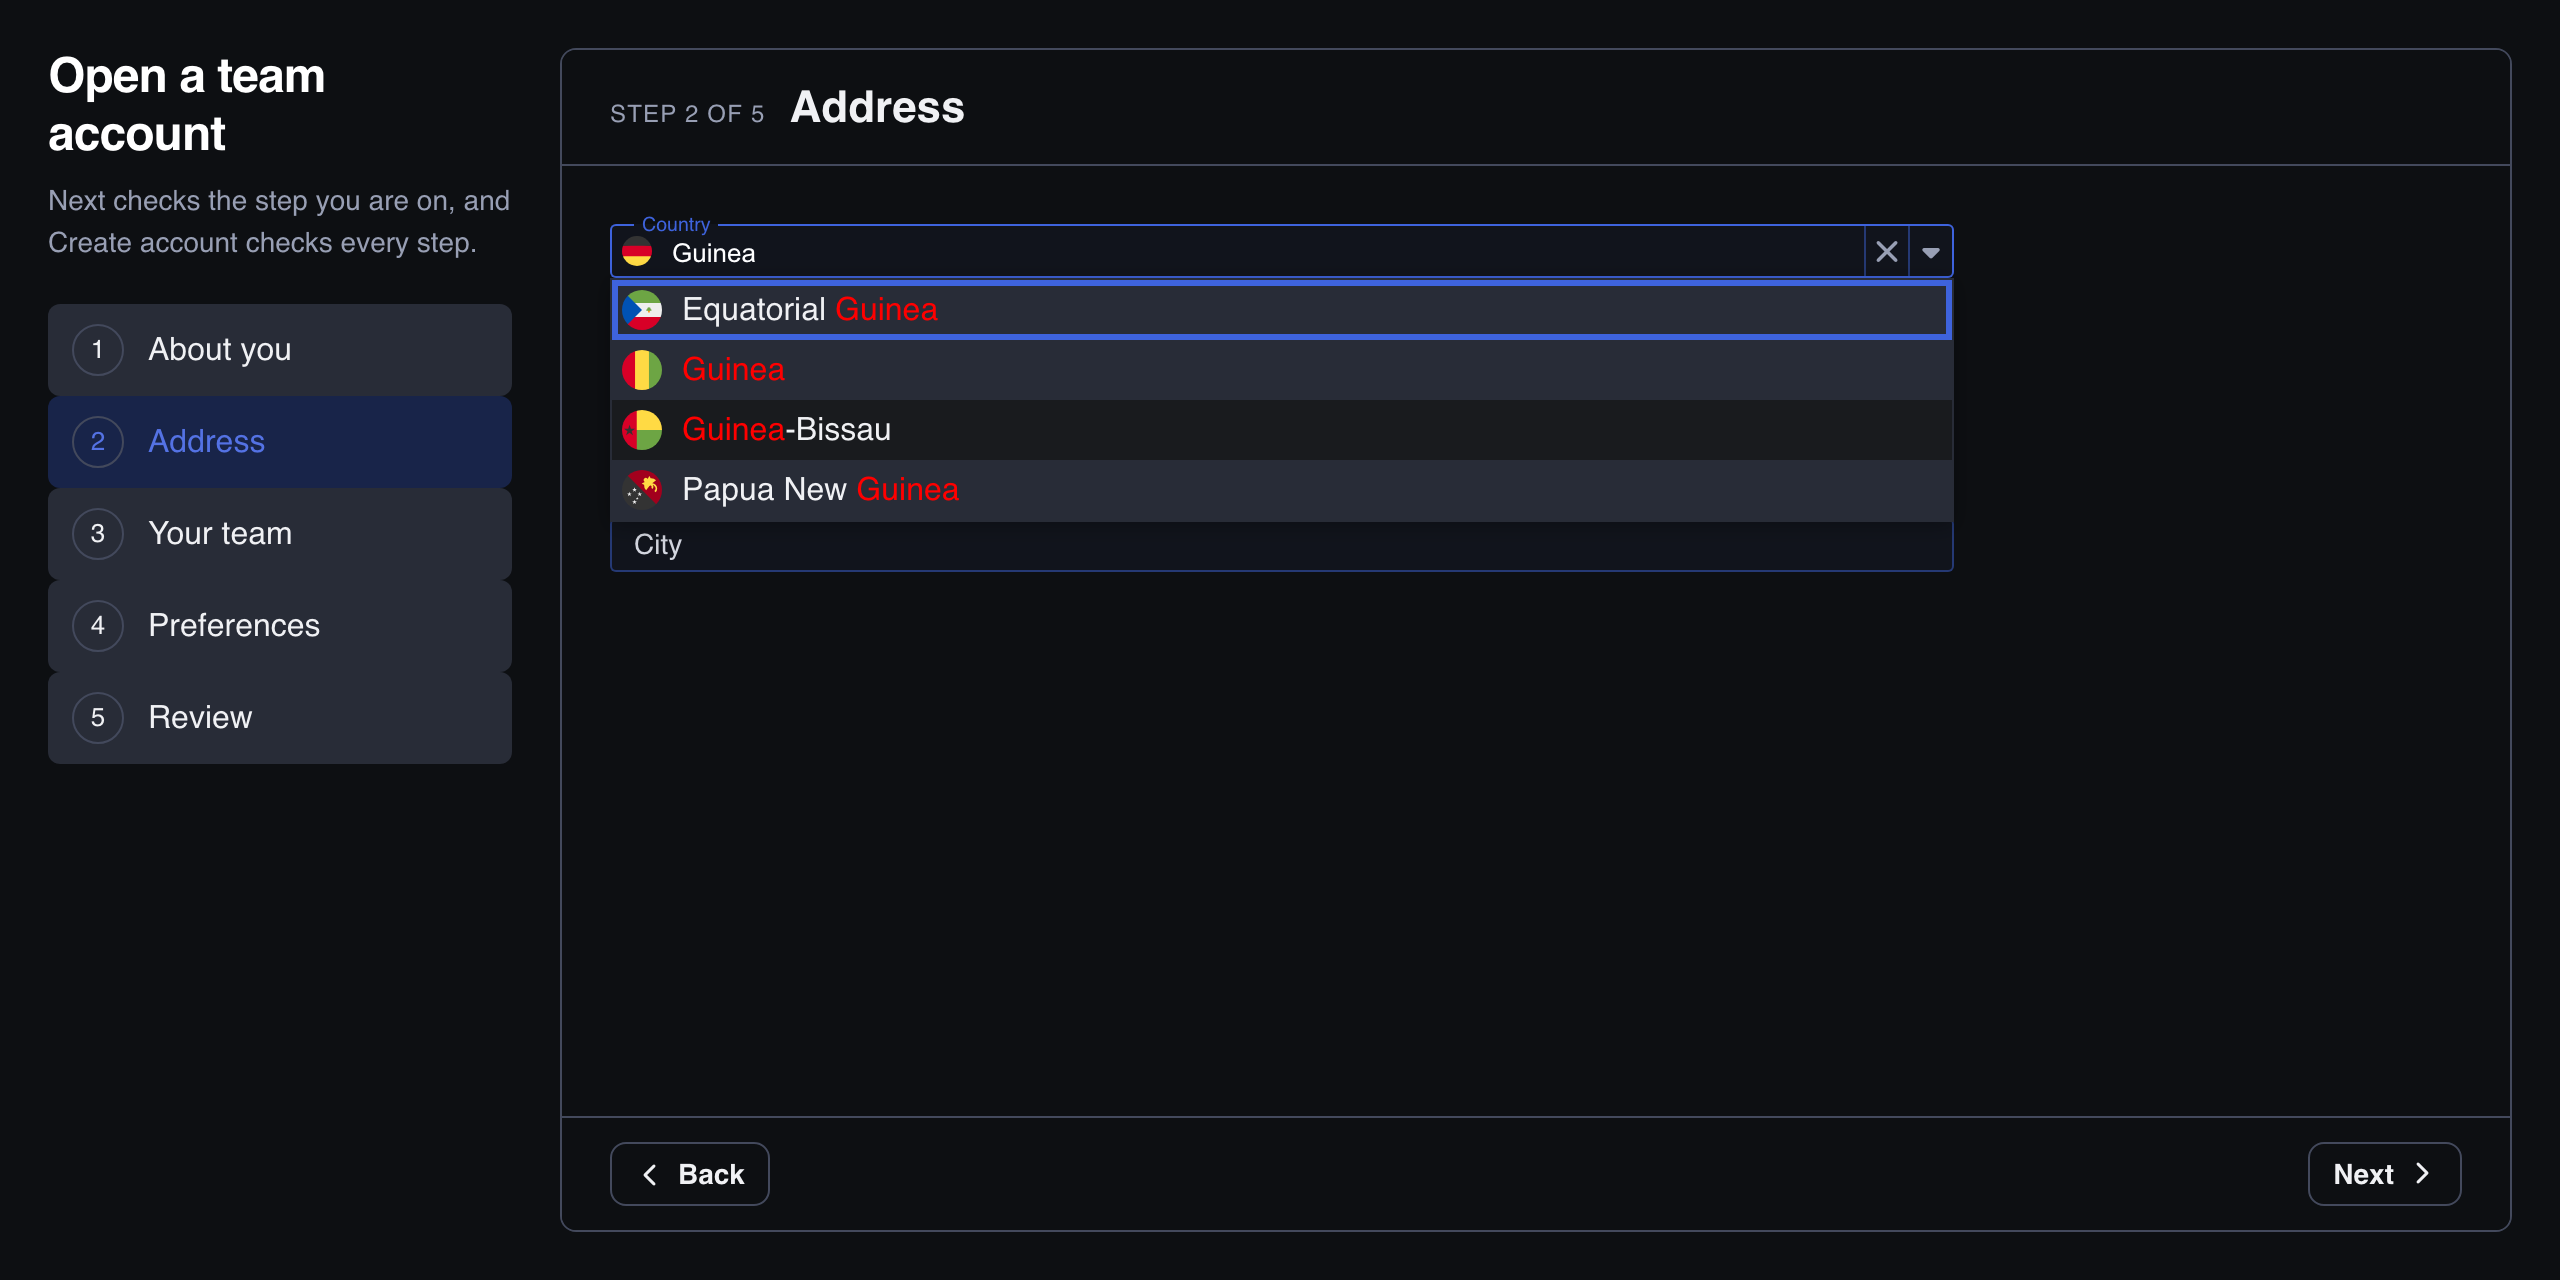 Open a team
account
Next checks the step you are on, and
Create account checks every step.
1 About you
2 Address
3 Your team
4 Preferences
5 Review
STEP 2 OF 5 Address
Country
Guinea
Equatorial Guinea
Guinea
Guinea-Bissau
Papua New Guinea
City
Back
Next